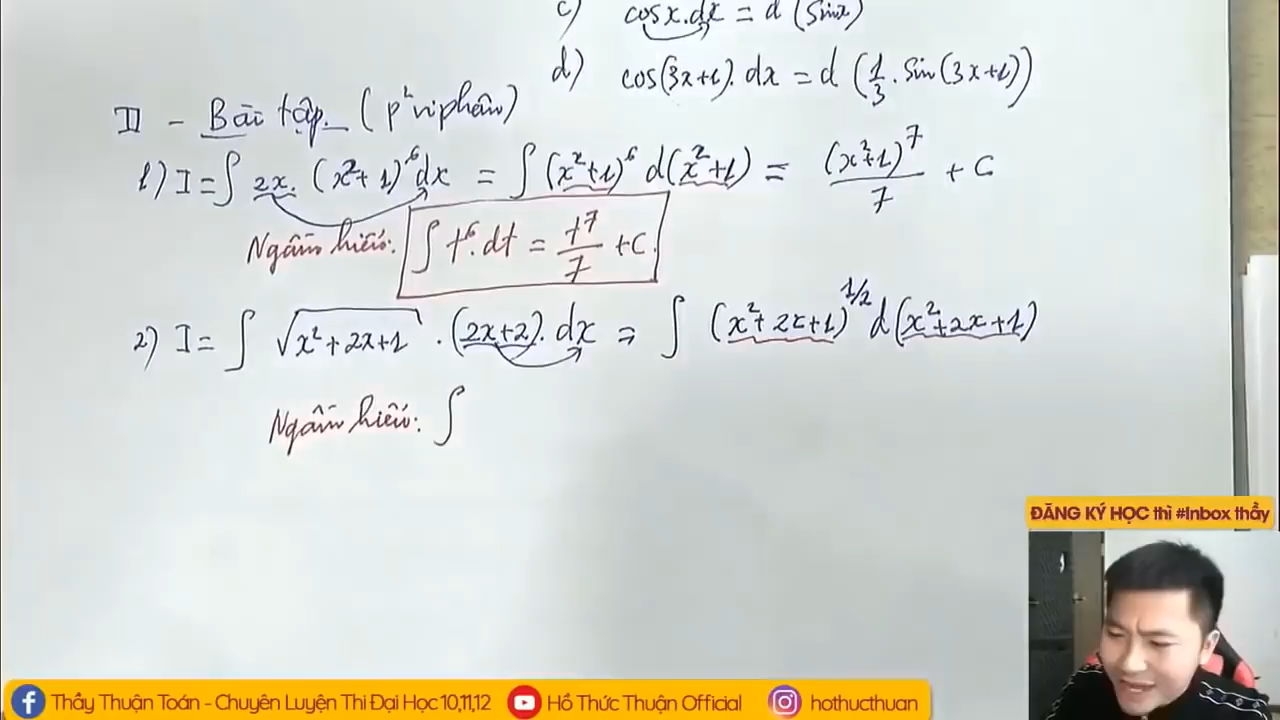 c) cosx.dx = d (sinx)
d) cos(3x+1). dx = d (1/3 . sin(3x+1))
II - Bài tập. (p² vi phân)
1) I = ∫ 2x. (x²+1)⁶ dx = ∫ (x²+1)⁶ d(x²+1) = (x²+1)⁷/7 + C
Ngầm hiểu: ∫ t⁶.dt = t⁷/7 + C.
2) I = ∫ √(x²+2x+1) . (2x+2). dx = ∫ (x²+2x+1)^1/2 d(x²+2x+1)
Ngầm hiểu: ∫
ĐĂNG KÝ HỌC thì #Inbox thầy
Thầy Thuận Toán - Chuyên Luyện Thi Đại Học 10,11,12 Hồ Thức Thuận Official hothucthuan